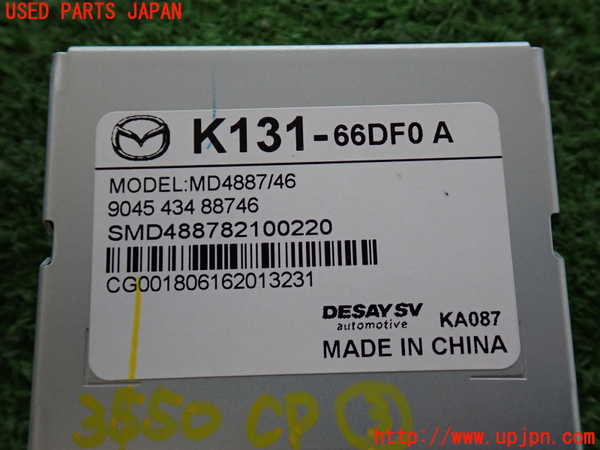 USED PARTS JAPAN
K131-66DF0 A
MODEL:MD4887/46
9045 434 88746
SMD488782100220
CG001806162013231
DESAY SV
automotive KA087
MADE IN CHINA
3550 CP 3
http://www.upjpn.com/